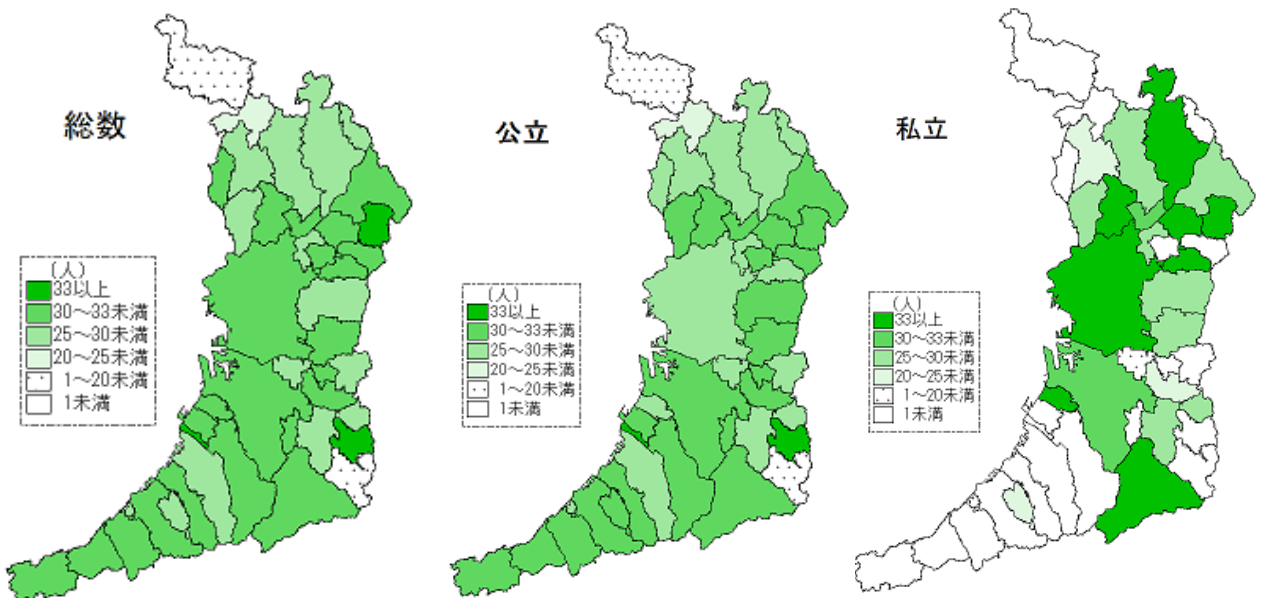 総数
(人)
33以上
30～33未満
25～30未満
20～25未満
1～20未満
1未満
公立
(人)
33以上
30～33未満
25～30未満
20～25未満
1～20未満
1未満
私立
(人)
33以上
30～33未満
25～30未満
20～25未満
1～20未満
1未満